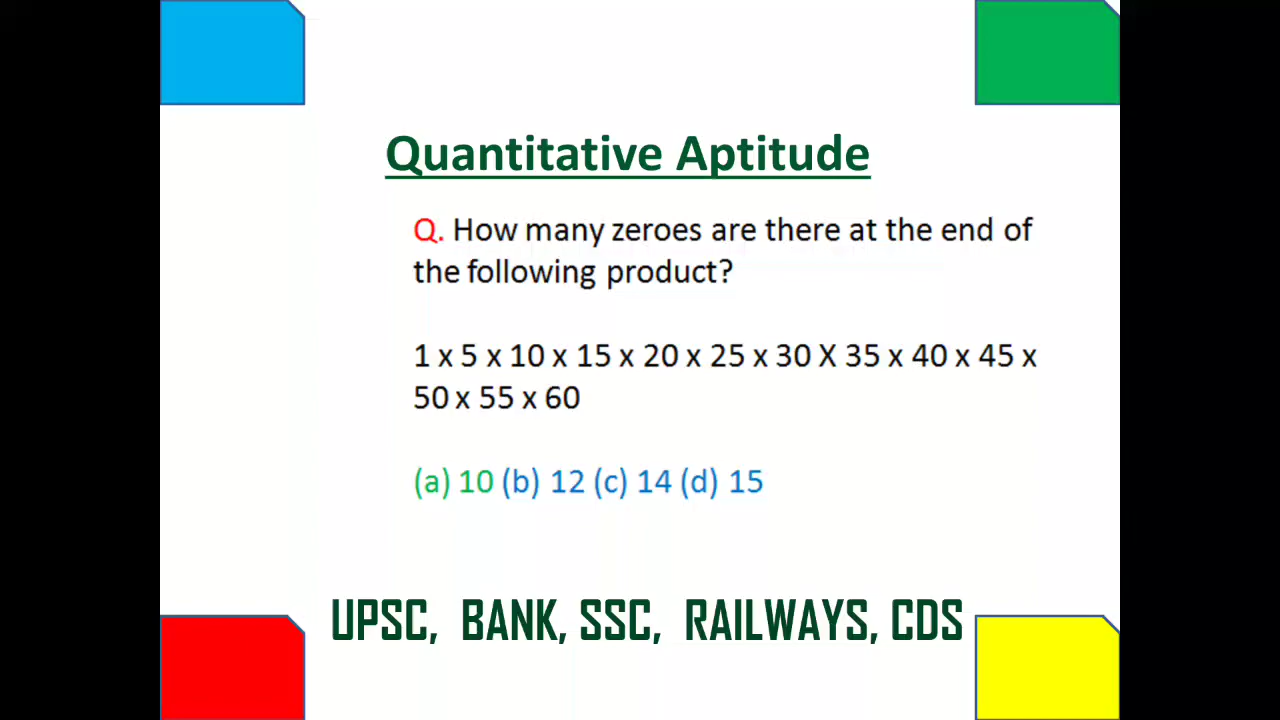 Quantitative Aptitude
Q. How many zeroes are there at the end of
the following product?
1 x 5 x 10 x 15 x 20 x 25 x 30 X 35 x 40 x 45 x
50 x 55 x 60
(a) 10 (b) 12 (c) 14 (d) 15
UPSC, BANK, SSC, RAILWAYS, CDS